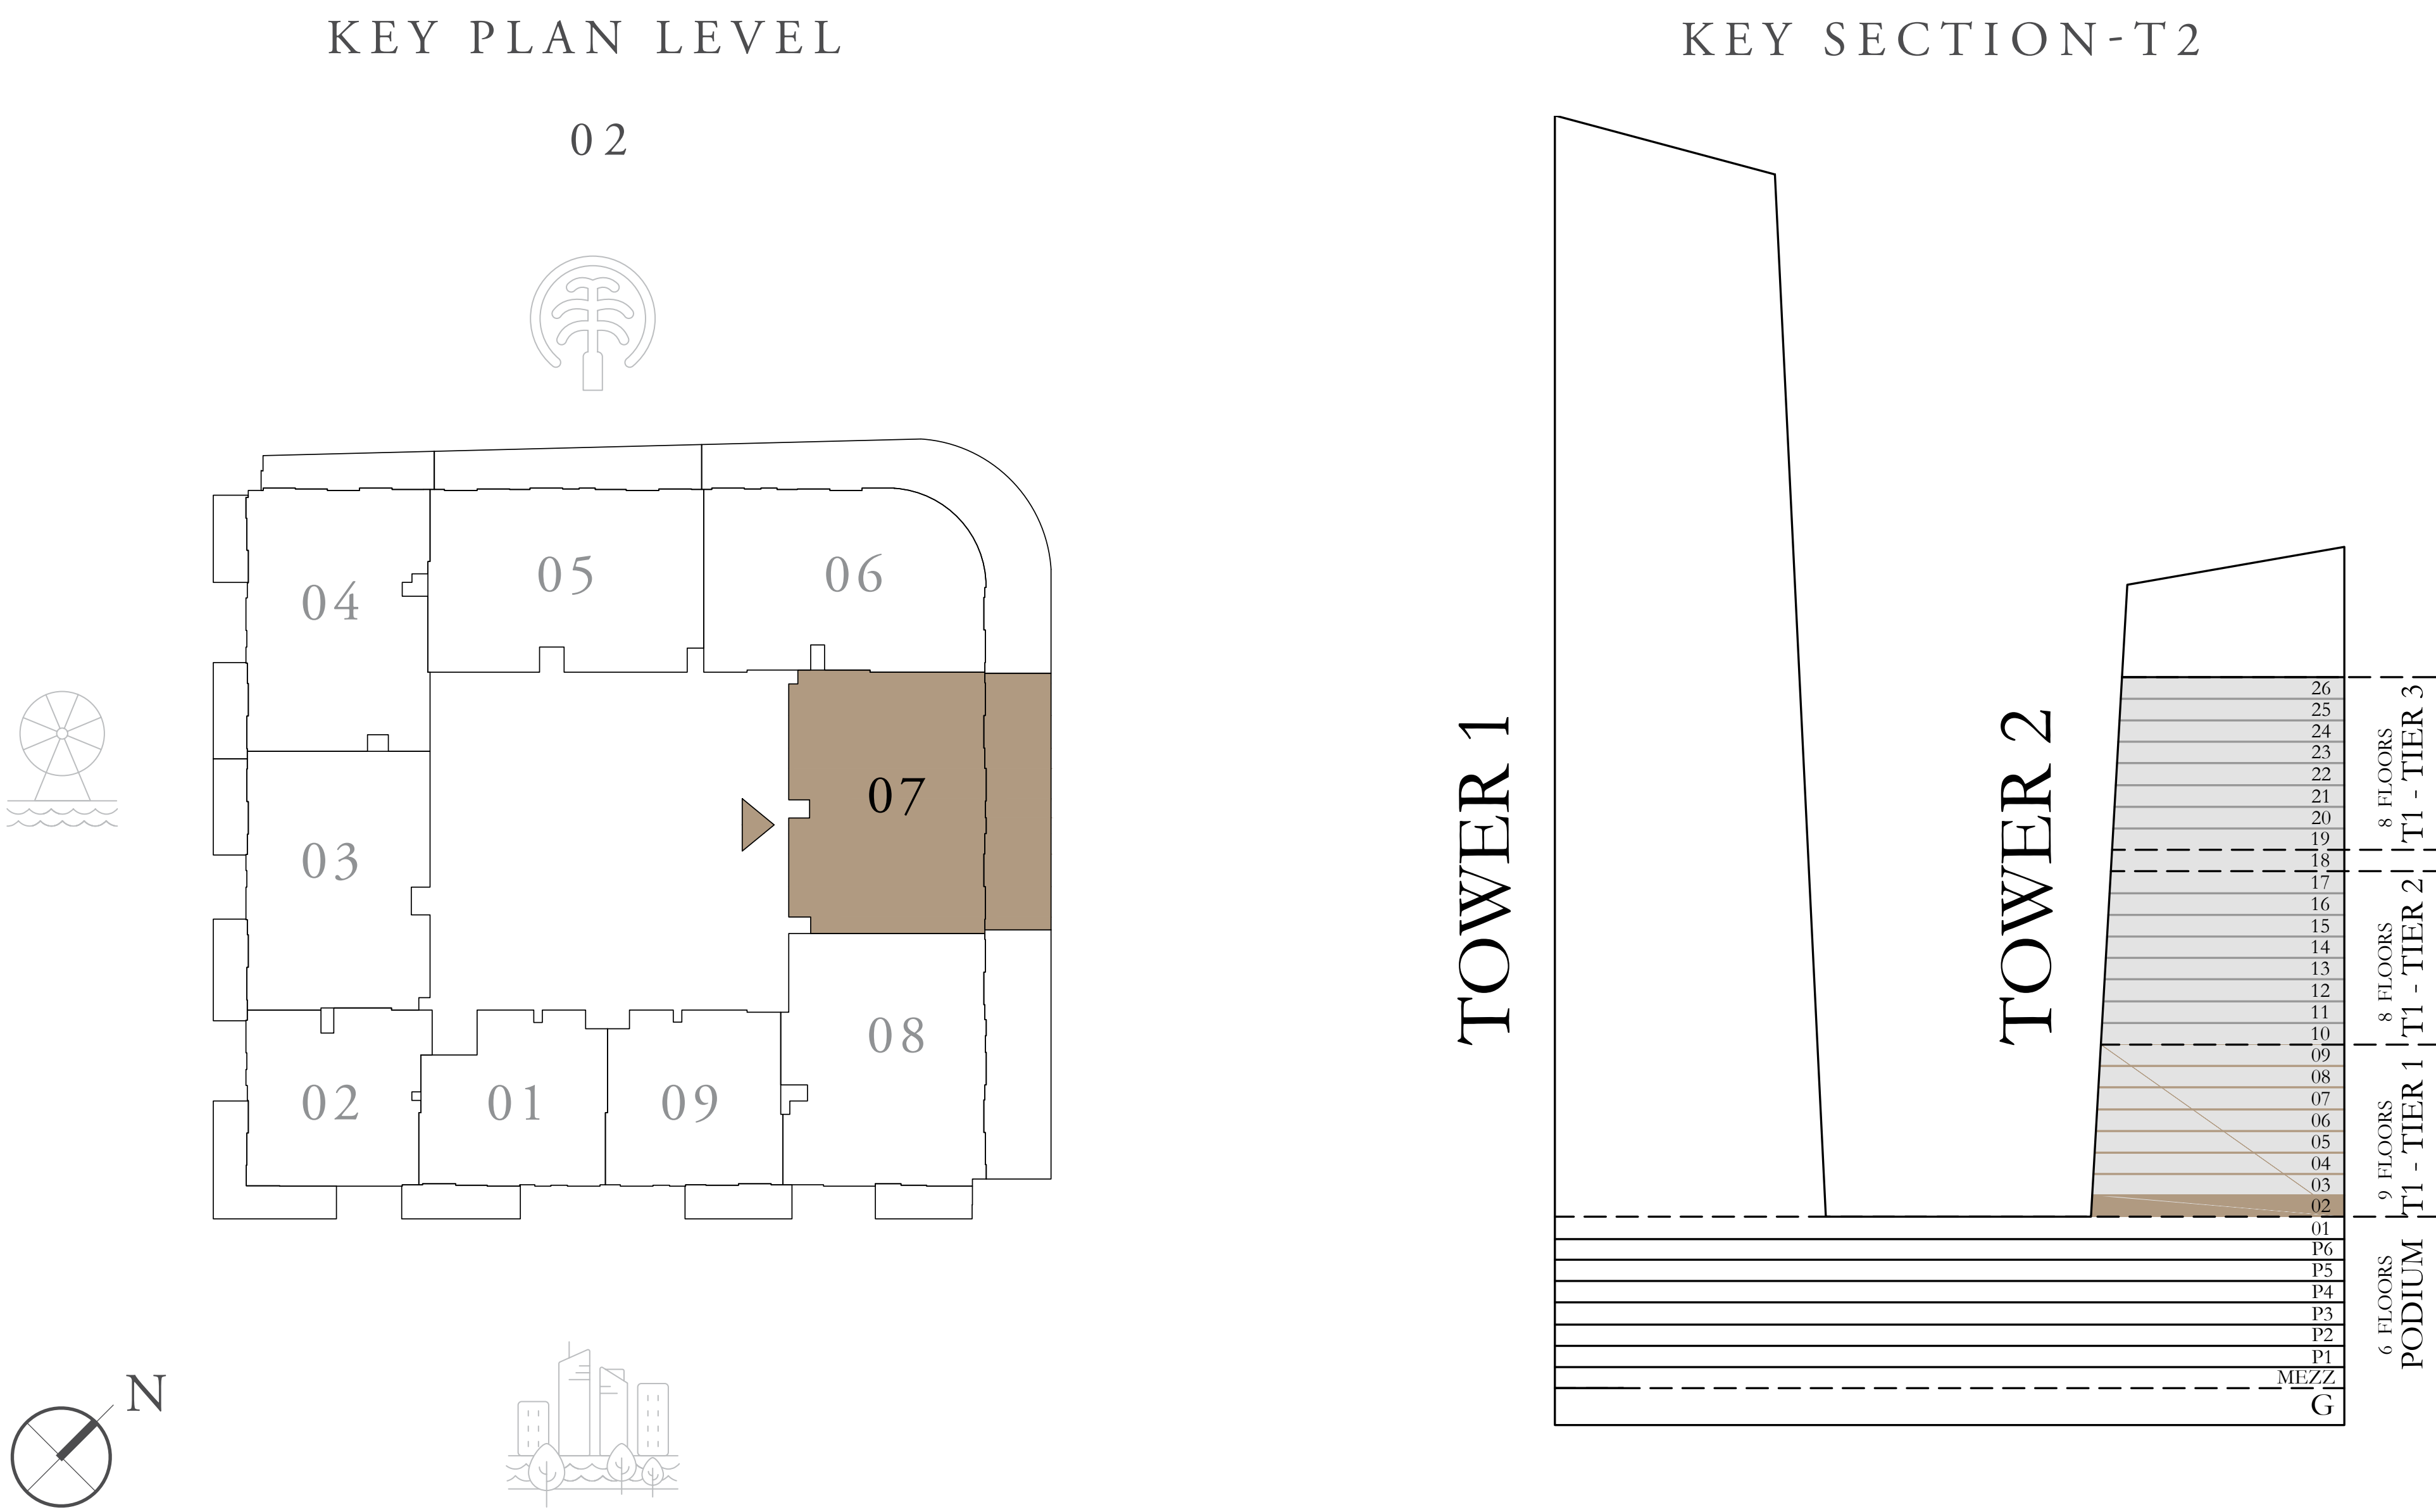 KEY PLAN LEVEL
02
04
05
06
07
03
08
02
01
09
N
KEY SECTION-T2
TOWER 1
TOWER 2
26
25
24
23
22
21
20
19
18
17
16
15
14
13
12
11
10
09
08
07
06
05
04
03
02
01
P6
P5
P4
P3
P2
P1
MEZZ
G
8 FLOORS
T1 - TIER 3
8 FLOORS
T1 - TIER 2
9 FLOORS
T1 - TIER 1
6 FLOORS
PODIUM